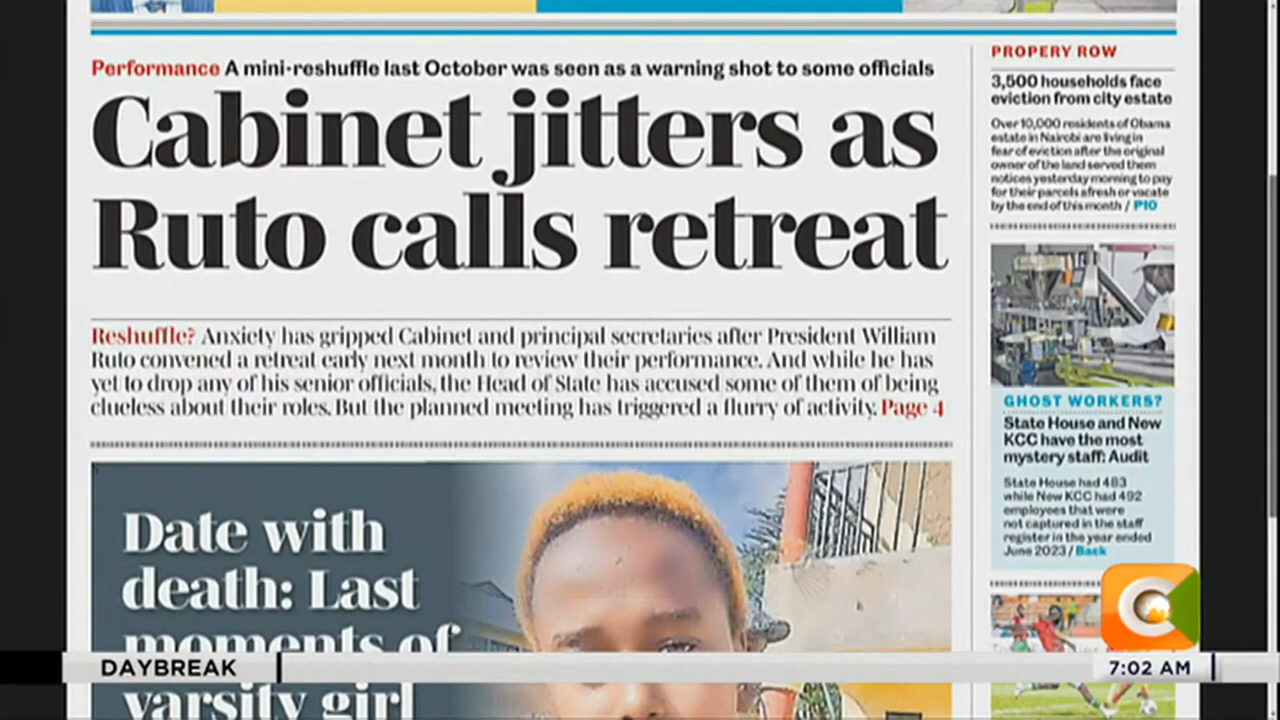 Performance A mini-reshuffle last October was seen as a warning shot to some officials
Cabinet jitters as
Ruto calls retreat
Reshuffle? Anxiety has gripped Cabinet and principal secretaries after President William
Ruto convened a retreat early next month to review their performance. And while he has
yet to drop any of his senior officials, the Head of State has accused some of them of being
clueless about their roles. But the planned meeting has triggered a flurry of activity. Page 4
Date with
death: Last
moments of
varsity girl
PROPERY ROW
3,500 households face
eviction from city estate
Over 10,000 residents of Obama
estate in Nairobi are living in
fear of eviction after the original
owner of the land served them
notices yesterday morning to pay
for their parcels afresh or vacate
by the end of this month / P10
GHOST WORKERS?
State House and New
KCC have the most
mystery staff: Audit
State House had 483
while New KCC had 492
employees that were
not captured in the staff
register in the year ended
June 2023 / Back
DAYBREAK
7:02 AM